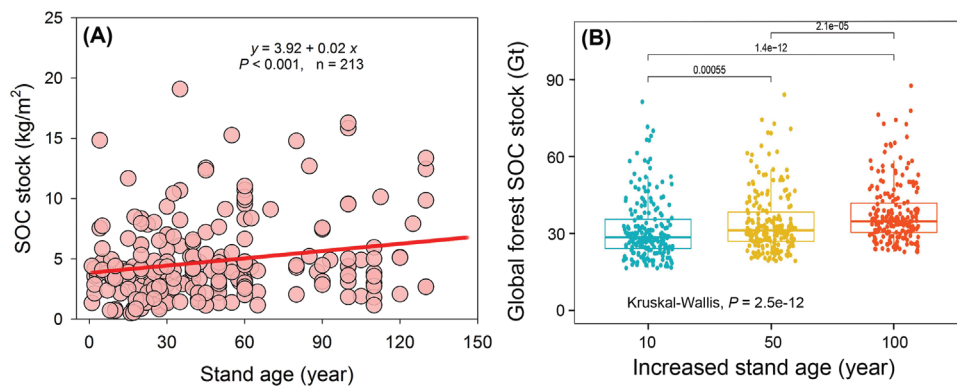 (A)
y = 3.92 + 0.02 x
P < 0.001, n = 213
SOC stock (kg/m²)
25
20
15
10
5
0
0 30 60 90 120 150
Stand age (year)
(B)
2.1e-05
1.4e-12
0.00055
Global forest SOC stock (Gt)
90
60
30
0
Kruskal-Wallis, P = 2.5e-12
10 50 100
Increased stand age (year)